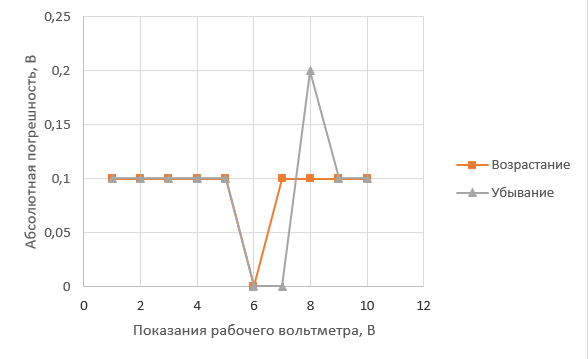 0,25
0,2
0,15
0,1
0,05
0
0 2 4 6 8 10 12
Абсолютная погрешность, В
Показания рабочего вольтметра, В
Возрастание
Убывание